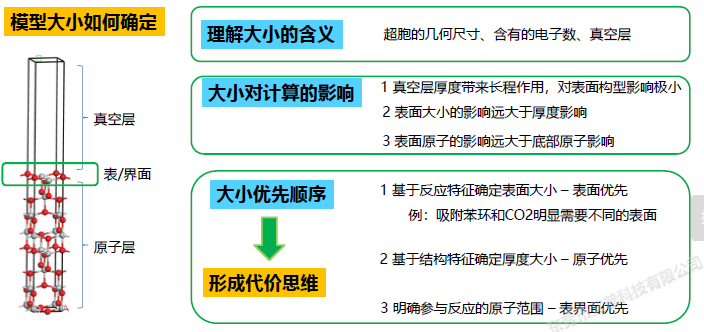 模型大小如何确定
真空层
表/界面
原子层
理解大小的含义
超胞的几何尺寸、含有的电子数、真空层
大小对计算的影响
1 真空层厚度带来长程作用，对表面构型影响极小
2 表面大小的影响远大于厚度影响
3 表面原子的影响远大于底部原子影响
大小优先顺序
形成代价思维
1 基于反应特征确定表面大小 – 表面优先
例：吸附苯环和CO2明显需要不同的表面
2 基于结构特征确定厚度大小 – 原子优先
3 明确参与反应的原子范围 – 表界面优先
科技有限公司